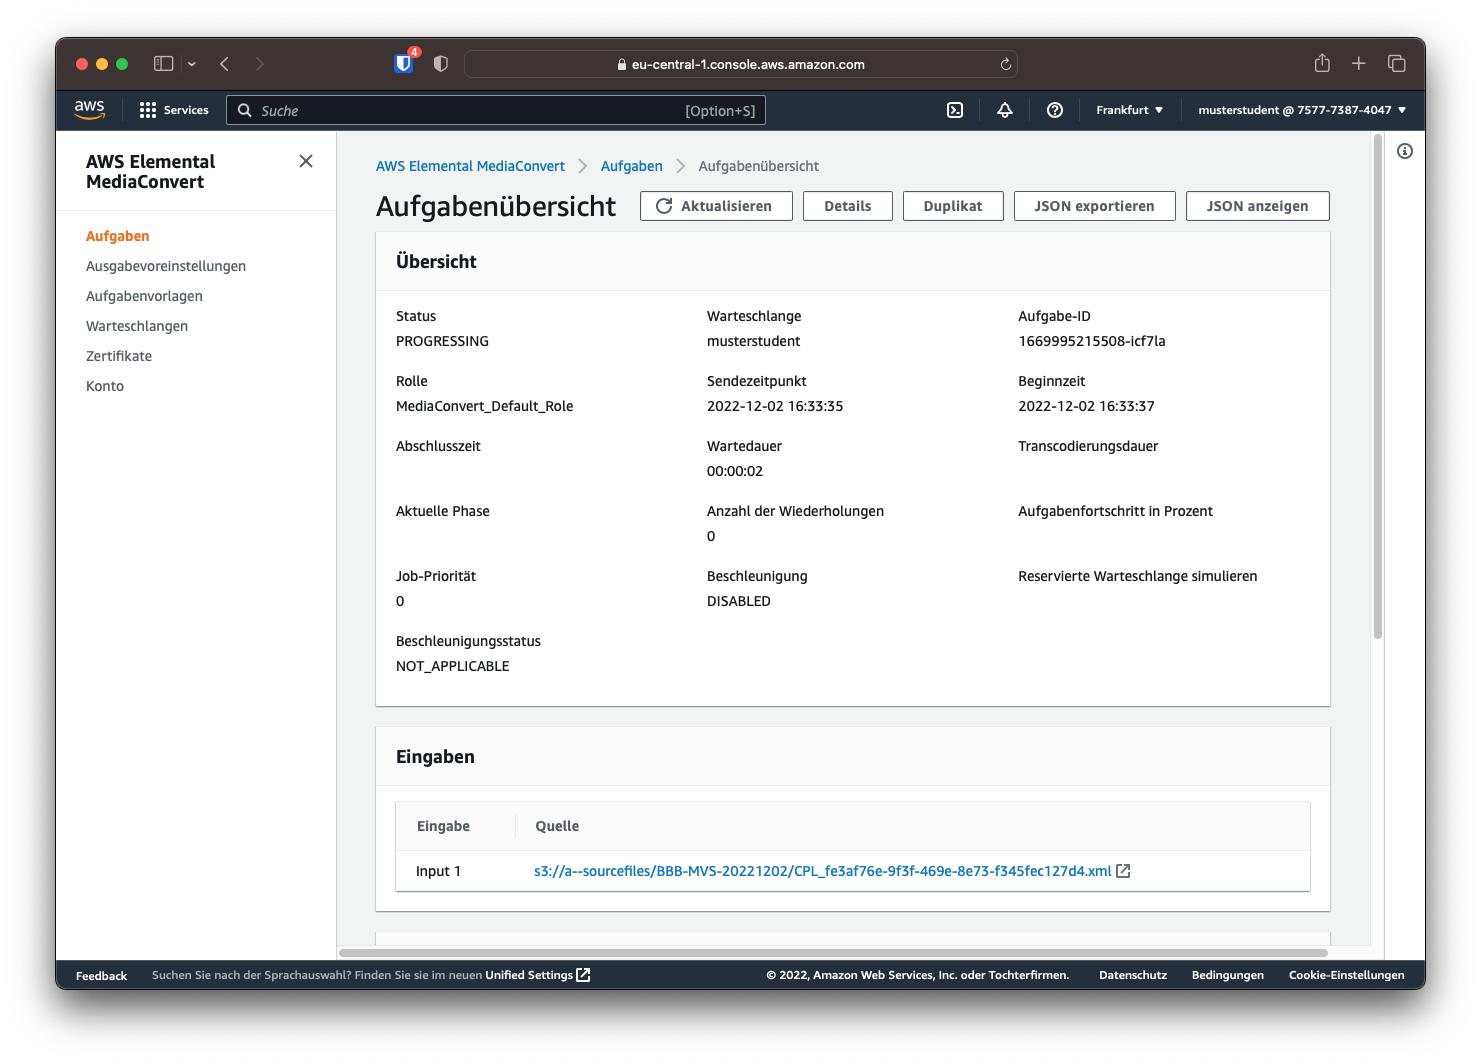 4
eu-central-1.console.aws.amazon.com
aws
Services
Suche
[Option+S]
Frankfurt ▼
musterstudent @ 7577-7387-4047 ▼
AWS Elemental
MediaConvert
Aufgaben
Ausgabevoreinstellungen
Aufgabenvorlagen
Warteschlangen
Zertifikate
Konto
AWS Elemental MediaConvert
Aufgaben
Aufgabenübersicht
Aufgabenübersicht
Aktualisieren
Details
Duplikat
JSON exportieren
JSON anzeigen
Übersicht
Status
PROGRESSING
Warteschlange
musterstudent
Aufgabe-ID
1669995215508-icf7la
Rolle
MediaConvert_Default_Role
Sendezeitpunkt
2022-12-02 16:33:35
Beginnzeit
2022-12-02 16:33:37
Abschlusszeit
Wartedauer
00:00:02
Transcodierungsdauer
Aktuelle Phase
Anzahl der Wiederholungen
0
Aufgabenfortschritt in Prozent
Job-Priorität
0
Beschleunigung
DISABLED
Reservierte Warteschlange simulieren
Beschleunigungsstatus
NOT_APPLICABLE
Eingaben
Eingabe
Quelle
Input 1
s3://a--sourcefiles/BBB-MVS-20221202/CPL_fe3af76e-9f3f-469e-8e73-f345fec127d4.xml
Feedback
Suchen Sie nach der Sprachauswahl? Finden Sie sie im neuen Unified Settings
© 2022, Amazon Web Services, Inc. oder Tochterfirmen.
Datenschutz
Bedingungen
Cookie-Einstellungen